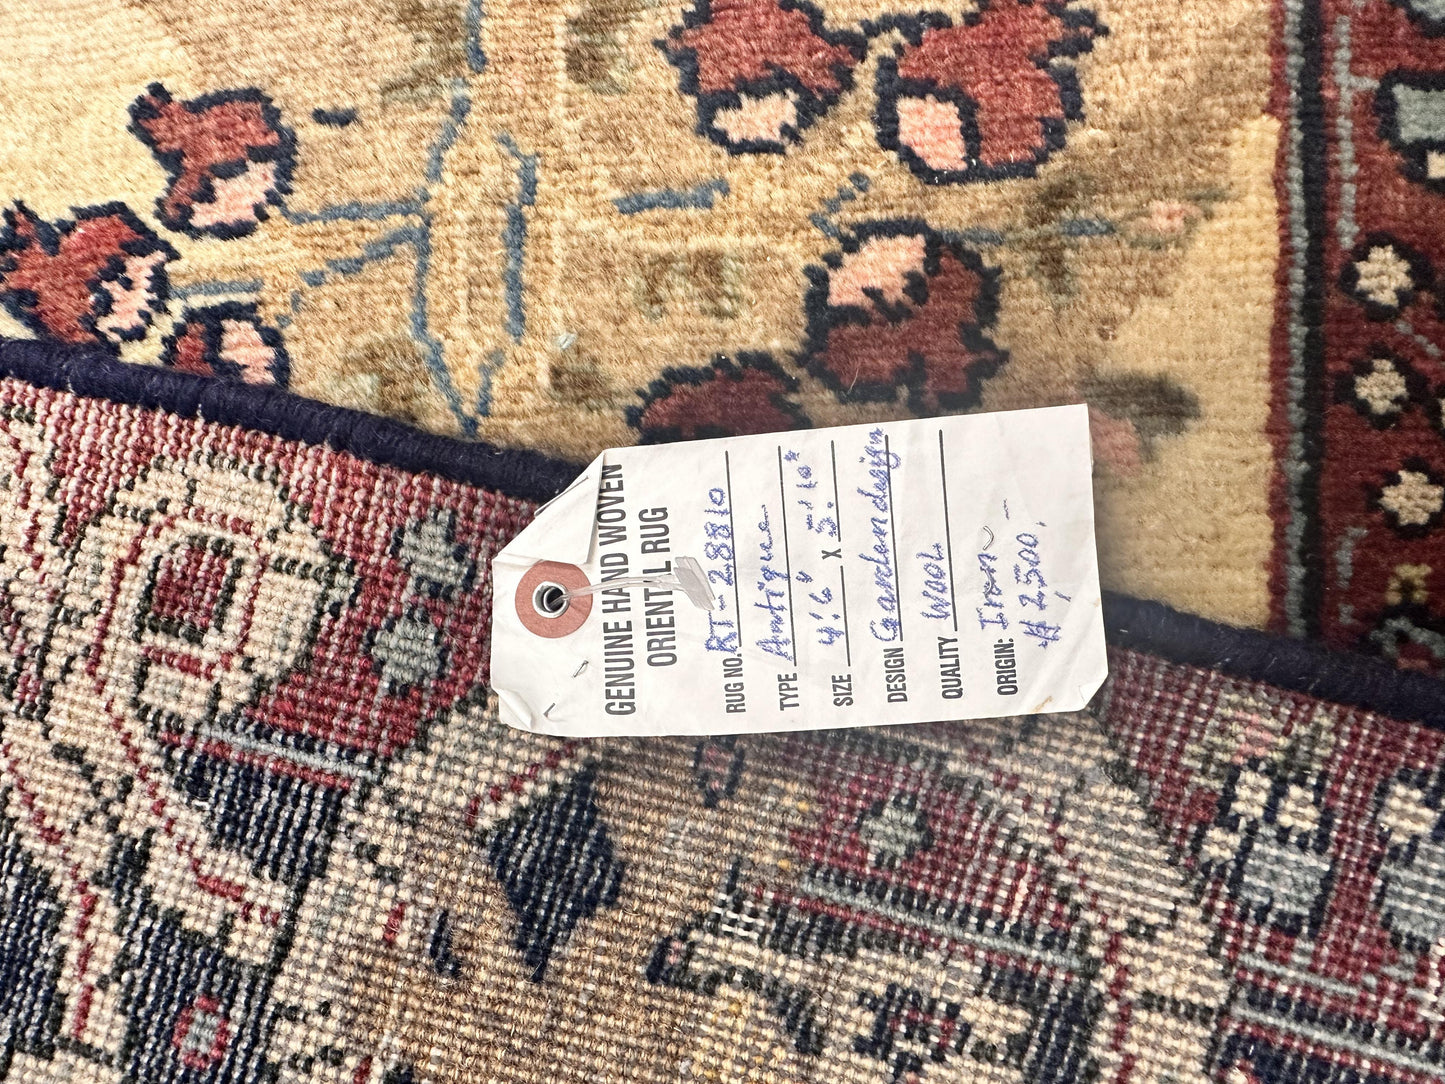 GENUINE HAND WOVEN
ORIENTAL RUG
RUG NO. RT-28810
TYPE Antique
SIZE 4'.6" X 5'.10"
DESIGN Garden design
QUALITY WOOL
ORIGIN: Iran
# 2500,